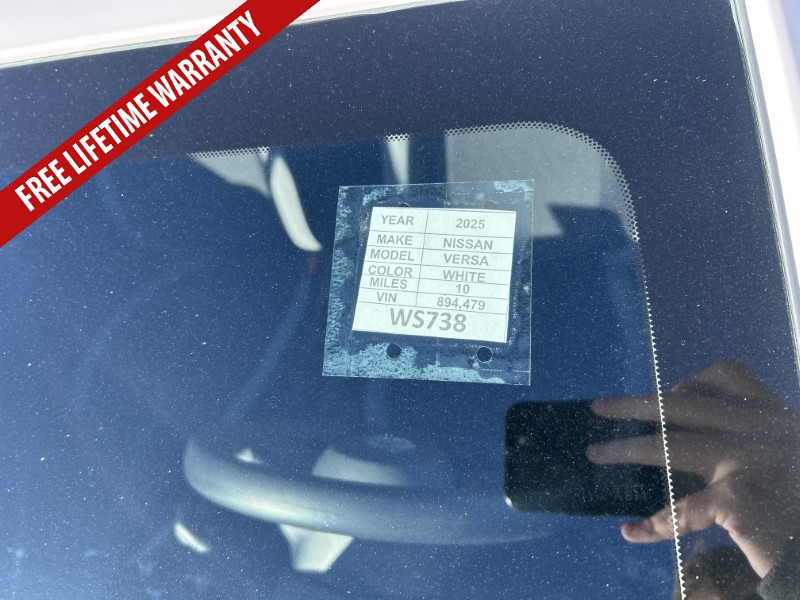 FREE LIFETIME WARRANTY
YEAR 2025
MAKE NISSAN
MODEL VERSA
COLOR WHITE
MILES 10
VIN 894,479
WS738